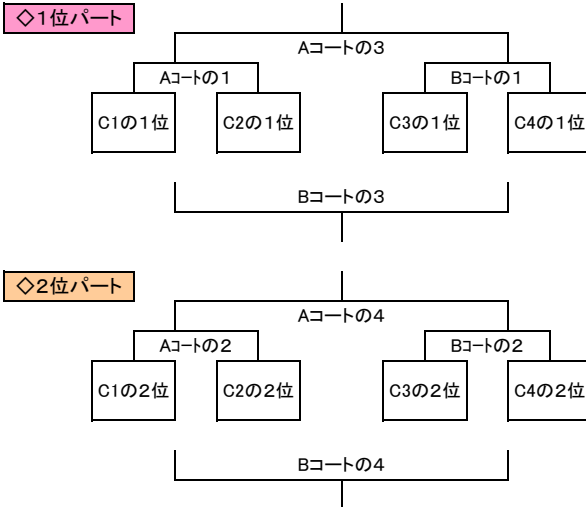 ◇１位パート
Aコートの３
Aｺｰﾄの１
Bｺｰﾄの１
C1の１位
C2の１位
C3の１位
C4の１位
Bコートの３
◇２位パート
Aコートの４
Aｺｰﾄの２
Bｺｰﾄの２
C1の２位
C2の２位
C3の２位
C4の２位
Bコートの４